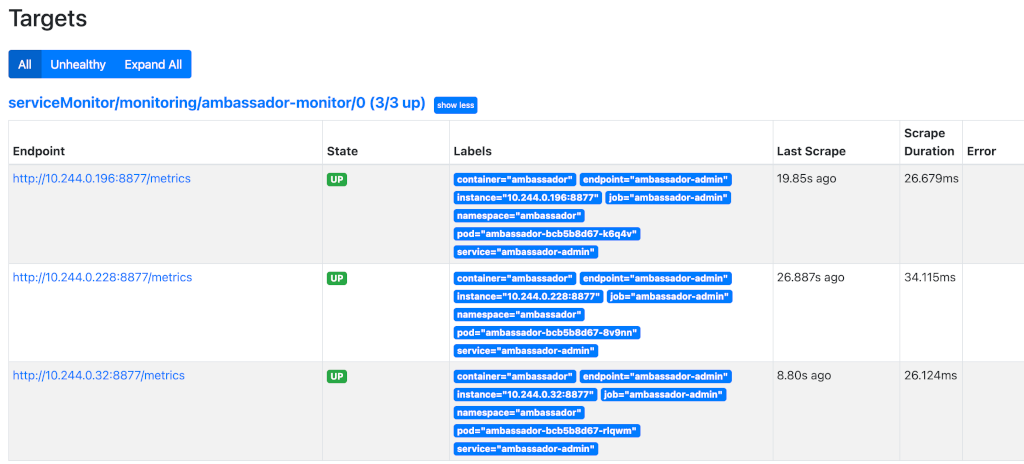 Targets
All Unhealthy Expand All
serviceMonitor/monitoring/ambassador-monitor/0 (3/3 up) show less
Endpoint State Labels Last Scrape Scrape Duration Error
http://10.244.0.196:8877/metrics UP container="ambassador" endpoint="ambassador-admin" 19.85s ago 26.679ms
instance="10.244.0.196:8877" job="ambassador-admin"
namespace="ambassador"
pod="ambassador-bcb5b8d67-k6q4v"
service="ambassador-admin"
http://10.244.0.228:8877/metrics UP container="ambassador" endpoint="ambassador-admin" 26.887s ago 34.115ms
instance="10.244.0.228:8877" job="ambassador-admin"
namespace="ambassador"
pod="ambassador-bcb5b8d67-8v9nn"
service="ambassador-admin"
http://10.244.0.32:8877/metrics UP container="ambassador" endpoint="ambassador-admin" 8.80s ago 26.124ms
instance="10.244.0.32:8877" job="ambassador-admin"
namespace="ambassador"
pod="ambassador-bcb5b8d67-rlqwm"
service="ambassador-admin"